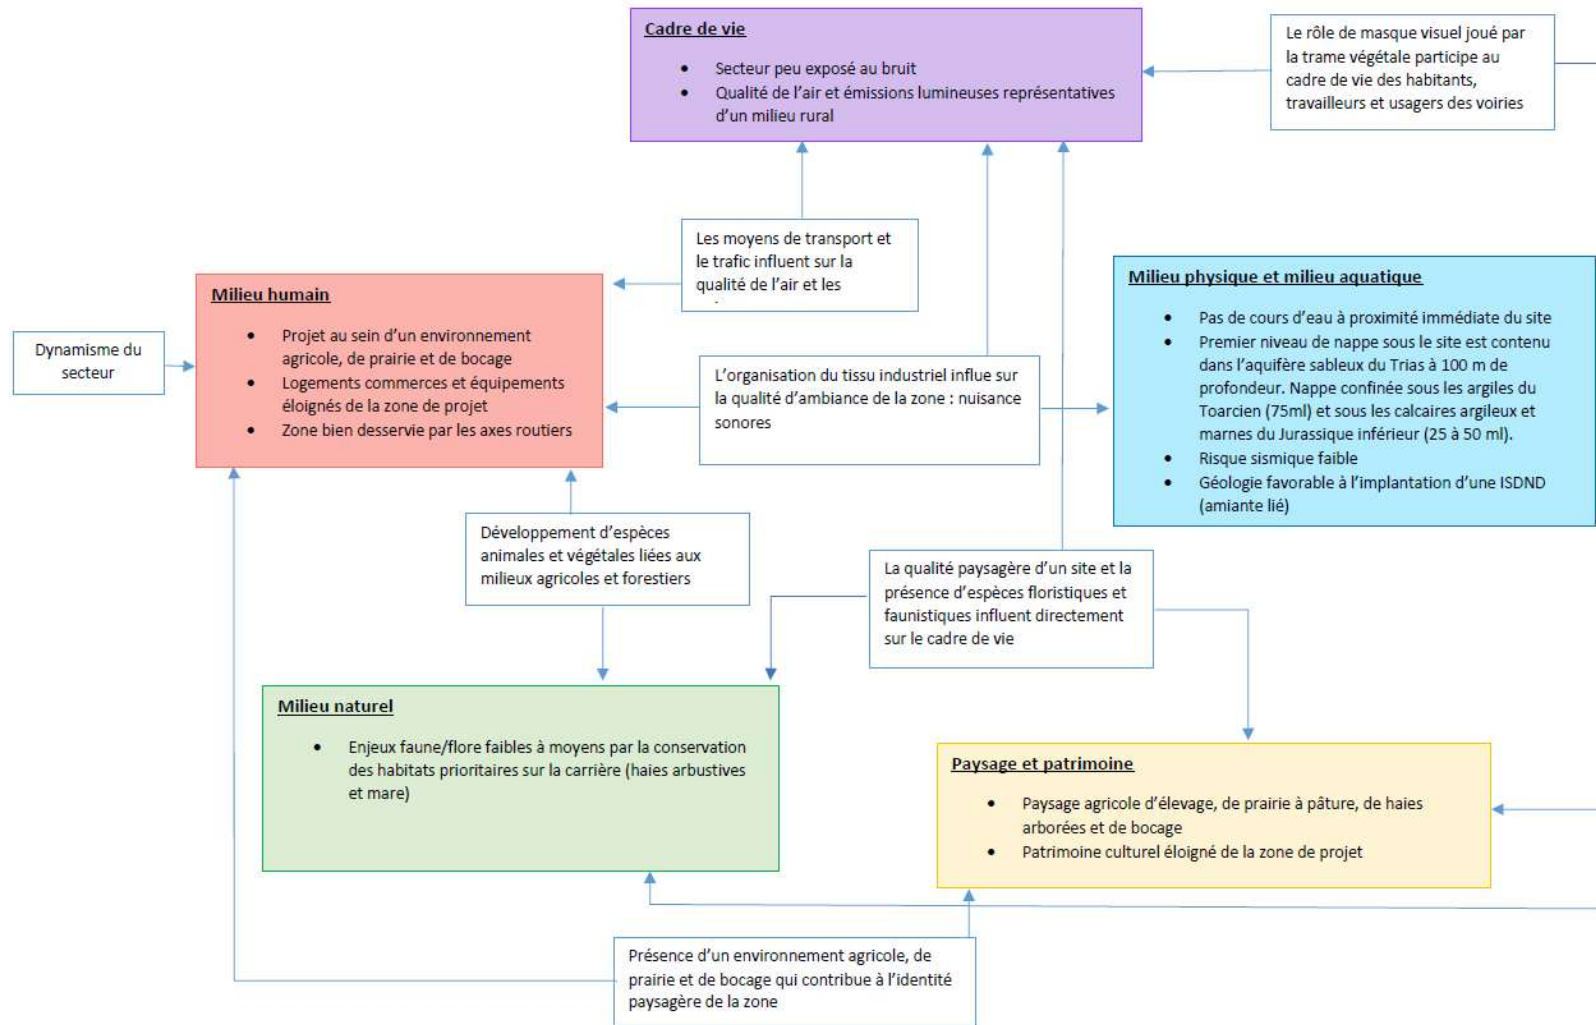 Cadre de vie
• Secteur peu exposé au bruit
• Qualité de l'air et émissions lumineuses représentatives
d'un milieu rural
Le rôle de masque visuel joué par
la trame végétale participe au
cadre de vie des habitants,
travailleurs et usagers des voiries
Les moyens de transport et
le trafic influent sur la
qualité de l'air et les
Milieu humain
• Projet au sein d'un environnement
agricole, de prairie et de bocage
• Logements commerces et équipements
éloignés de la zone de projet
• Zone bien desservie par les axes routiers
Dynamisme du
secteur
L'organisation du tissu industriel influe sur
la qualité d'ambiance de la zone : nuisance
sonores
Milieu physique et milieu aquatique
• Pas de cours d'eau à proximité immédiate du site
• Premier niveau de nappe sous le site est contenu
dans l'aquifère sableux du Trias à 100 m de
profondeur. Nappe confinée sous les argiles du
Toarcien (75ml) et sous les calcaires argileux et
marnes du Jurassique inférieur (25 à 50 ml).
• Risque sismique faible
• Géologie favorable à l'implantation d'une ISDND
(amiante lié)
Développement d'espèces
animales et végétales liées aux
milieux agricoles et forestiers
La qualité paysagère d'un site et la
présence d'espèces floristiques et
faunistiques influent directement
sur le cadre de vie
Milieu naturel
• Enjeux faune/flore faibles à moyens par la conservation
des habitats prioritaires sur la carrière (haies arbustives
et mare)
Paysage et patrimoine
• Paysage agricole d'élevage, de prairie à pâture, de haies
arborées et de bocage
• Patrimoine culturel éloigné de la zone de projet
Présence d'un environnement agricole, de
prairie et de bocage qui contribue à l'identité
paysagère de la zone